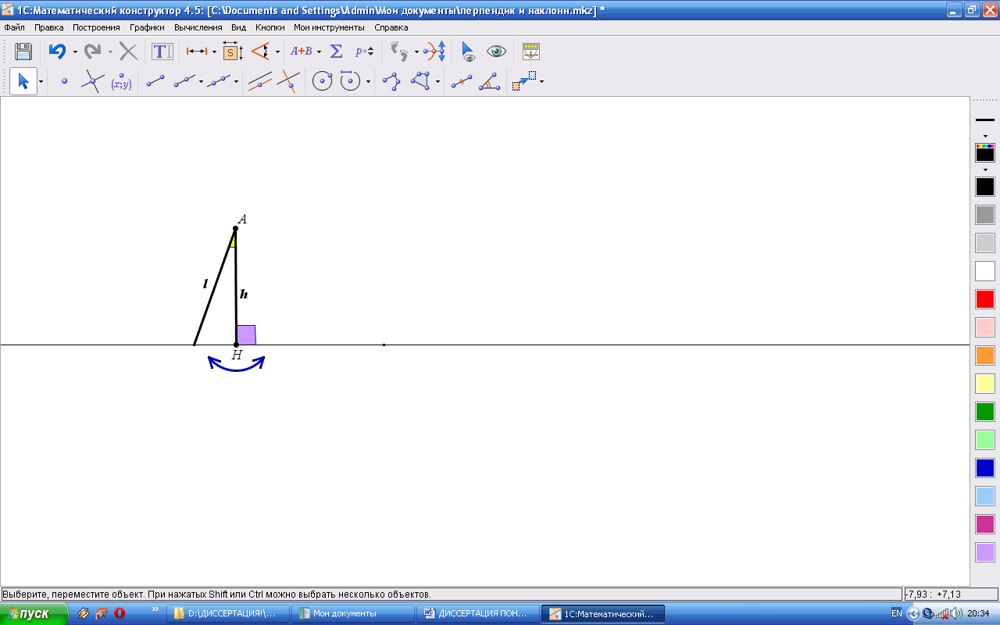 1С:Математический конструктор 4.5: [C:\Documents and Settings\Admin\Мои документы\перпендик и наклонн.mkz] *
Файл Правка Построения Графики Вычисления Вид Кнопки Мои инструменты Справка
T S A+B Σ P=
(x;y)
A
l
h
H
Выберите, переместите объект. При нажатых Shift или Ctrl можно выбрать несколько объектов. -7,93 : +7,13
пуск » D:\ДИССЕРТАЦИЯ!\... Мои документы ДИССЕРТАЦИЯ ПОН... 1С:Математический... EN 20:34